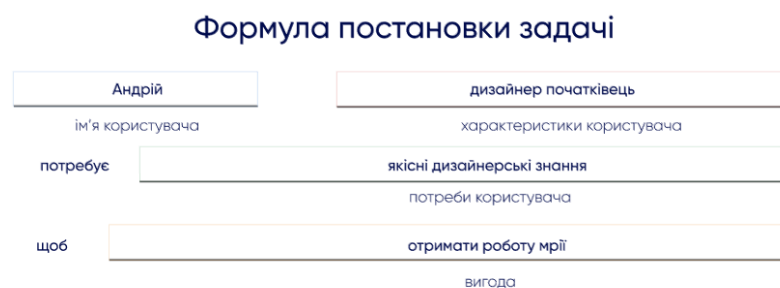 Формула постановки задачі
Андрій дизайнер початківець
ім'я користувача характеристики користувача
потребує якісні дизайнерські знання
потреби користувача
щоб отримати роботу мрії
вигода